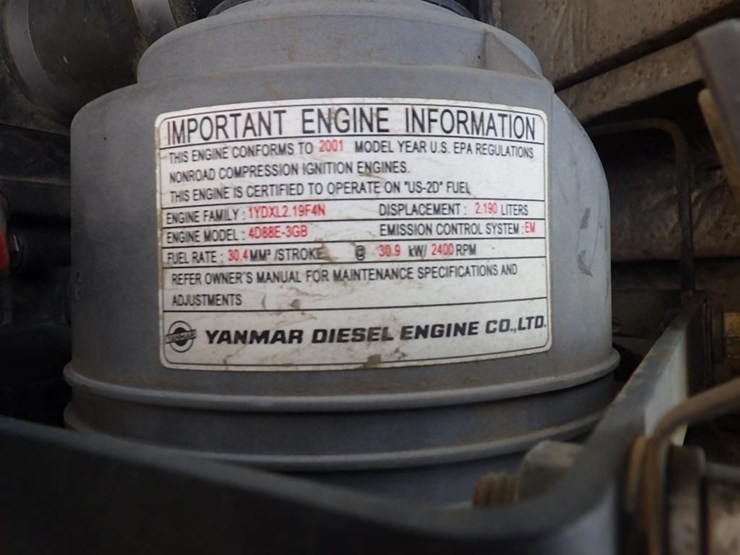 IMPORTANT ENGINE INFORMATION
THIS ENGINE CONFORMS TO 2001 MODEL YEAR U.S. EPA REGULATIONS
NONROAD COMPRESSION IGNITION ENGINES.
THIS ENGINE IS CERTIFIED TO OPERATE ON "US-2D" FUEL
ENGINE FAMILY : 1YDXL2.19F4N DISPLACEMENT : 2.190 LITERS
ENGINE MODEL : 4D88E-3GB EMISSION CONTROL SYSTEM : EM
FUEL RATE : 30.4 MM³ /STROKE @ 30.9 kW/ 2400 RPM
REFER OWNER'S MANUAL FOR MAINTENANCE SPECIFICATIONS AND
ADJUSTMENTS
YANMAR DIESEL ENGINE CO.,LTD.